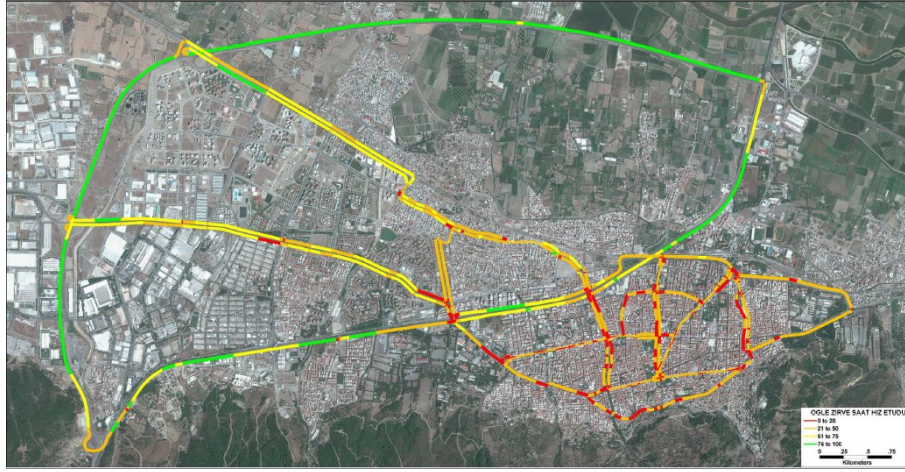 OGLE ZIRVE SAAT HIZ ETUDU
0 to 20
21 to 50
51 to 75
76 to 100
0 .25 .5 .75
Kilometers